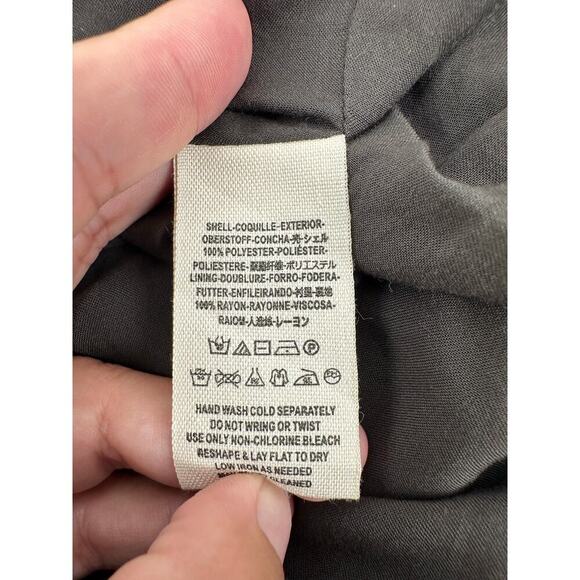 SHELL-COQUILLE-EXTERIOR-
OBERSTOFF-CONCHA-壳-シェル
100% POLYESTER-POLIÉSTER-
POLIESTERE-聚酯纤维-ポリエステル
LINING-DOUBLURE-FORRO-FODERA-
FUTTER-ENFILEIRANDO-衬里-裏地
100% RAYON-RAYONNE-VISCOSA-
RAIOM-人造丝-レーヨン
HAND WASH COLD SEPARATELY
DO NOT WRING OR TWIST
USE ONLY NON-CHLORINE BLEACH
RESHAPE & LAY FLAT TO DRY
LOW IRON AS NEEDED
CLEANED